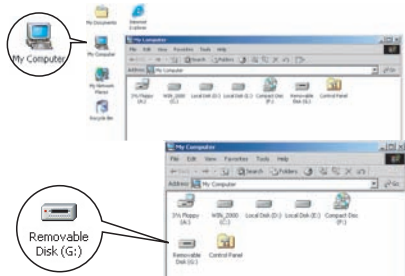 My Documents
Internet
Explorer
My Computer
My Computer
My Network
Places
Recycle Bin
My Computer
File Edit View Favorites Tools Help
Search Folders
Address My Computer
3½ Floppy
(A:)
WIN_2000
(C:)
Local Disk (D:)
Local Disk (E:)
Compact Disc
(F:)
Removable
Disk (G:)
Control Panel
My Computer
File Edit View Favorites Tools Help
Search Folders
Address My Computer
3½ Floppy
(A:)
WIN_2000
(C:)
Local Disk (D:)
Local Disk (E:)
Compact Disc
(F:)
Removable
Disk (G:)
Control Panel
Removable
Disk (G:)